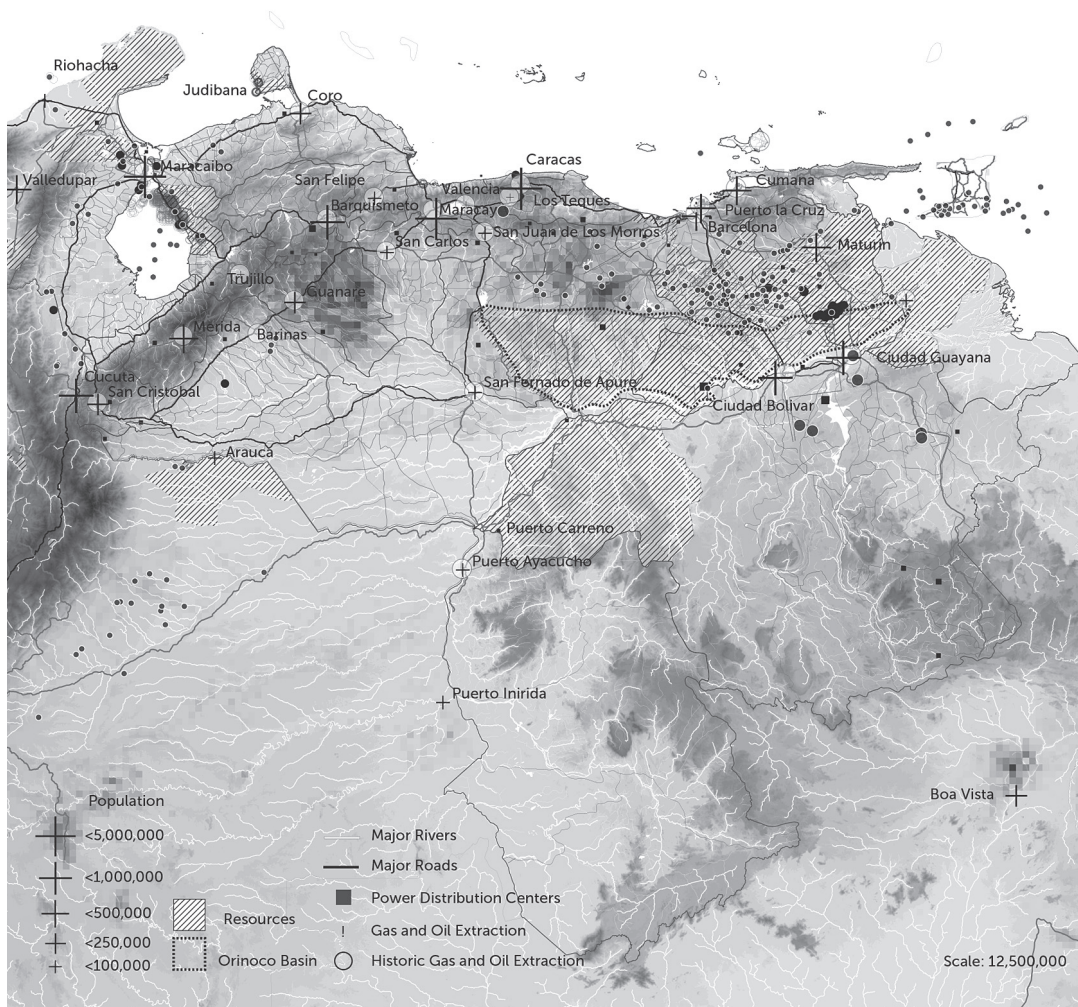 Riohacha
Judibana
Coro
Caracas
Maracaibo
Valledupar
San Felipe
Valencia
Cumana
Los Teques
Barquismeto
Maracay
Puerto la Cruz
Barcelona
San Juan de Los Morros
San Carlos
Maturin
Trujillo
Guanare
Merida
Barinas
Ciudad Guayana
Cucuta
San Fornado de Apure
San Cristobal
Ciudad Bolivar
Arauca
Puerto Carreno
Puerto Ayacucho
Puerto Inirida
Boa Vista
Population
<5,000,000
<1,000,000
<500,000
<250,000
<100,000
Resources
Orinoco Basin
Major Rivers
Major Roads
Power Distribution Centers
Gas and Oil Extraction
Historic Gas and Oil Extraction
Scale: 12,500,000